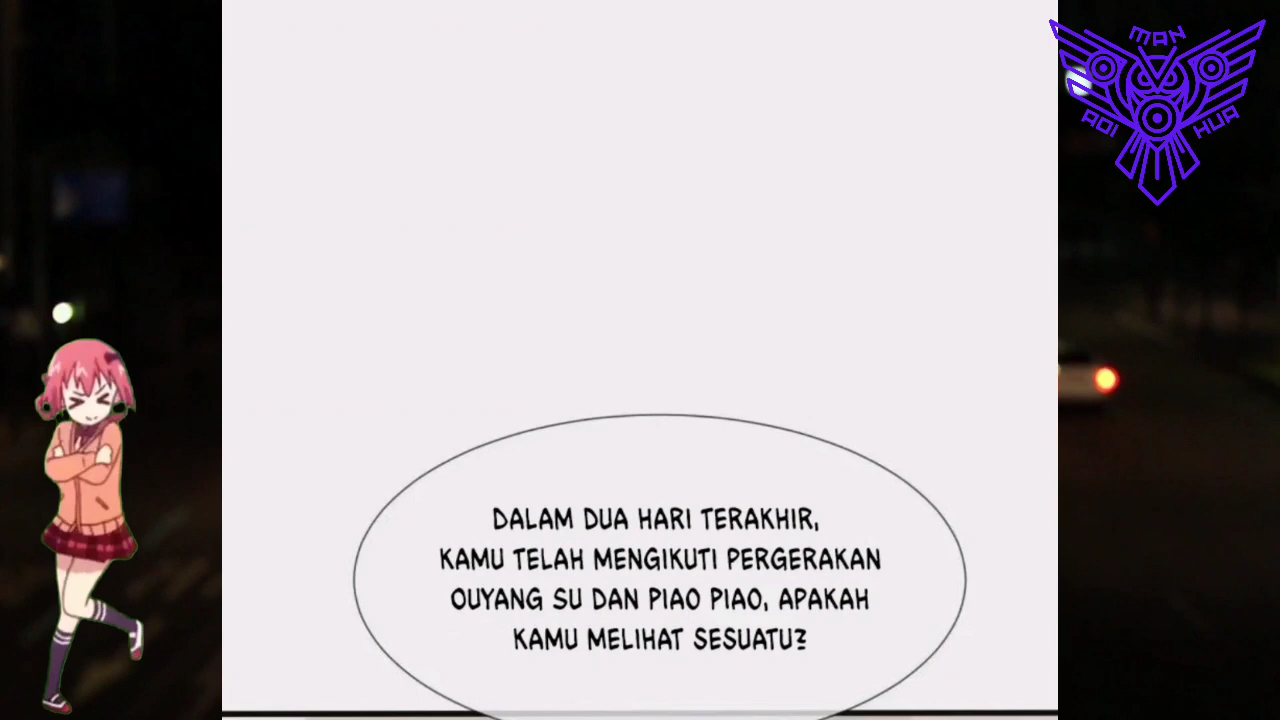 MAN
AOI HUA
DALAM DUA HARI TERAKHIR,
KAMU TELAH MENGIKUTI PERGERAKAN
OUYANG SU DAN PIAO PIAO, APAKAH
KAMU MELIHAT SESUATU?